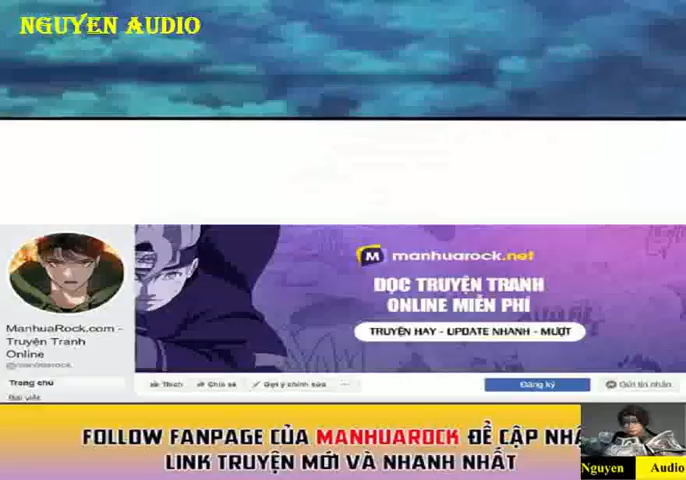 NGUYEN AUDIO
M manhuarock.net
ĐỌC TRUYỆN TRANH
ONLINE MIỄN PHÍ
TRUYỆN HAY - UPDATE NHANH - MƯỢT
ManhuaRock.com -
Truyện Tranh
Online
@manhuarock
Trang chủ
Bài viết
Thích
Chia sẻ
Gợi ý chỉnh sửa
Đăng ký
Gửi tin nhắn
FOLLOW FANPAGE CỦA MANHUAROCK ĐỂ CẬP NHẬ
LINK TRUYỆN MỚI VÀ NHANH NHẤT
Nguyen Audio